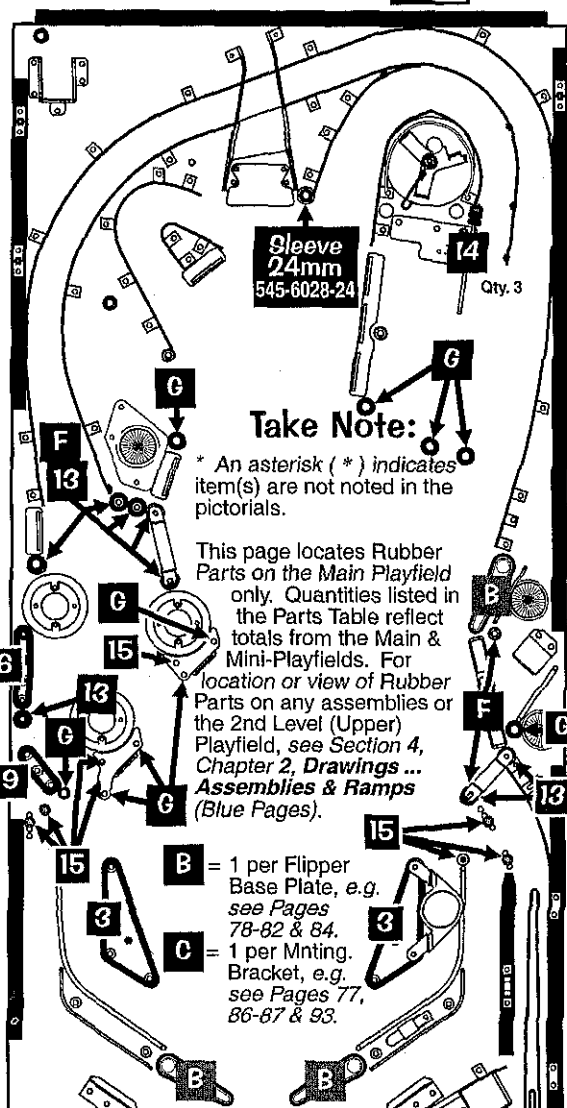 Sleeve
24mm
545-6028-24
14
Qty. 3
G
G
Take Note:
F
13
* An asterisk ( * ) indicates
item(s) are not noted in the
pictorials.
This page locates Rubber
Parts on the Main Playfield
only. Quantities listed in
the Parts Table reflect
totals from the Main &
Mini-Playfields. For
location or view of Rubber
Parts on any assemblies or
the 2nd Level (Upper)
Playfield, see Section 4,
Chapter 2, Drawings ...
Assemblies & Ramps
(Blue Pages).
B
G
15
6
13
F
G
G
9
G
13
15
15
3
*
B = 1 per Flipper
Base Plate, e.g.
see Pages
78-82 & 84.
C = 1 per Mnting.
Bracket, e.g.
see Pages 77,
86-87 & 93.
3
B
B